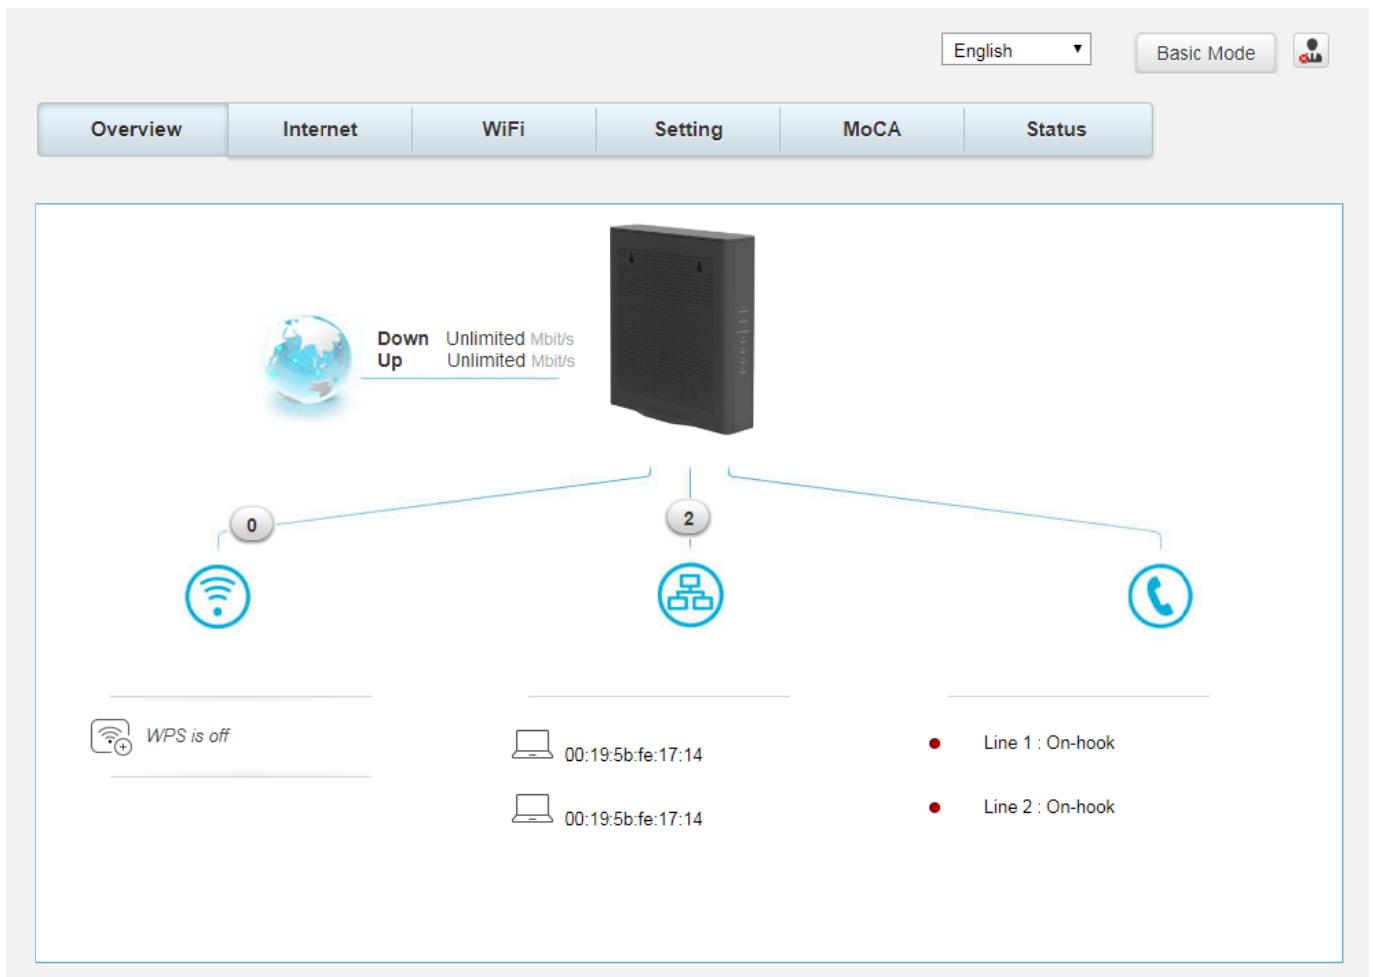 English
Basic Mode
Overview Internet WiFi Setting MoCA Status
Down Unlimited Mbit/s
Up Unlimited Mbit/s
0
2
WPS is off
00:19:5b:fe:17:14
Line 1 : On-hook
00:19:5b:fe:17:14
Line 2 : On-hook